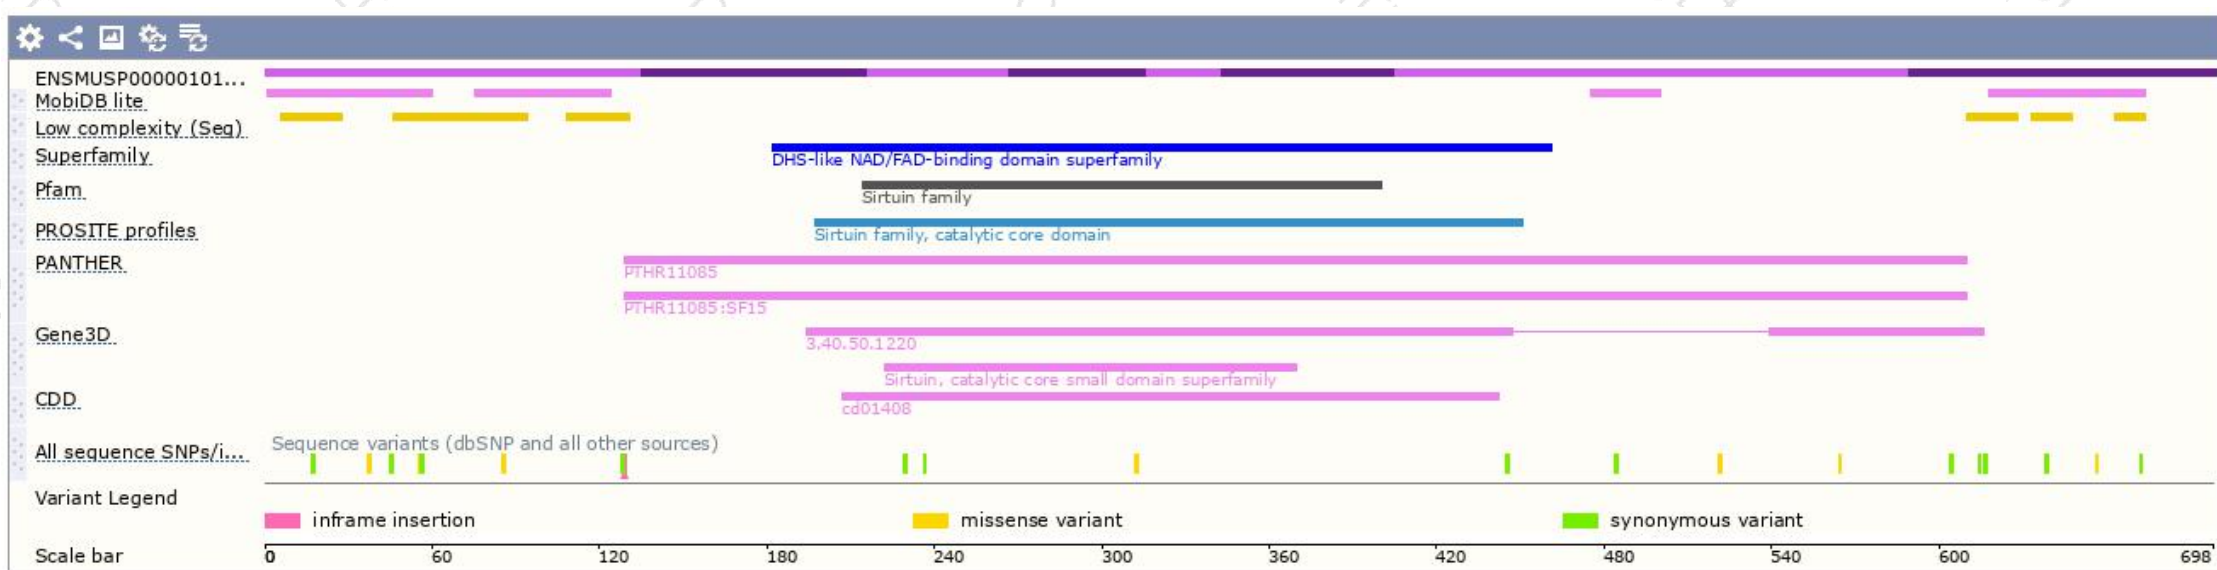 ENSMUSP00000101...
MobiDB lite
Low complexity (Seg)
Superfamily
DHS-like NAD/FAD-binding domain superfamily
Pfam
Sirtuin family
PROSITE profiles
Sirtuin family, catalytic core domain
PANTHER
PTHR11085
PTHR11085:SF15
Gene3D
3.40.50.1220
Sirtuin, catalytic core small domain superfamily
CDD
cd01408
Sequence variants (dbSNP and all other sources)
All sequence SNPs/i...
Variant Legend
inframe insertion missense variant synonymous variant
Scale bar 0 60 120 180 240 300 360 420 480 540 600 698